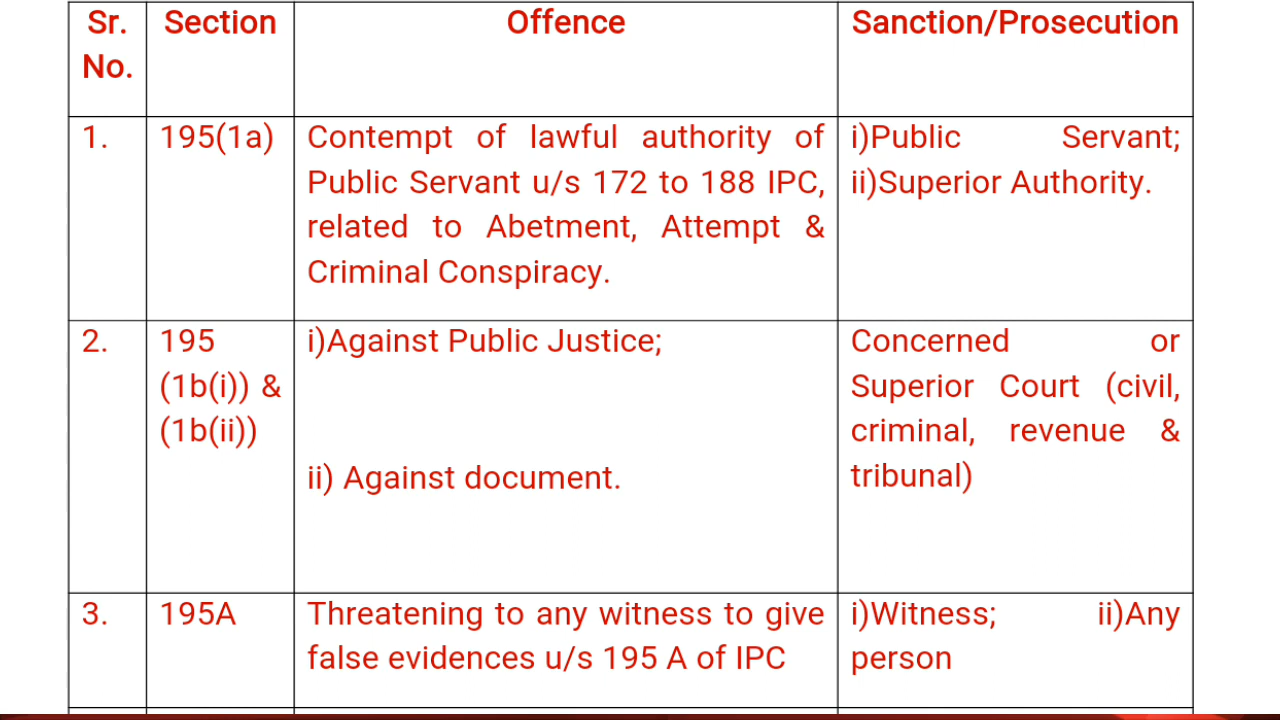 Sr. No.
Section
Offence
Sanction/Prosecution
1.
195(1a)
Contempt of lawful authority of
Public Servant u/s 172 to 188 IPC,
related to Abetment, Attempt &
Criminal Conspiracy.
i)Public Servant;
ii)Superior Authority.
2.
195
(1b(i)) &
(1b(ii))
i)Against Public Justice;
ii) Against document.
Concerned or
Superior Court (civil,
criminal, revenue &
tribunal)
3.
195A
Threatening to any witness to give
false evidences u/s 195 A of IPC
i)Witness; ii)Any
person